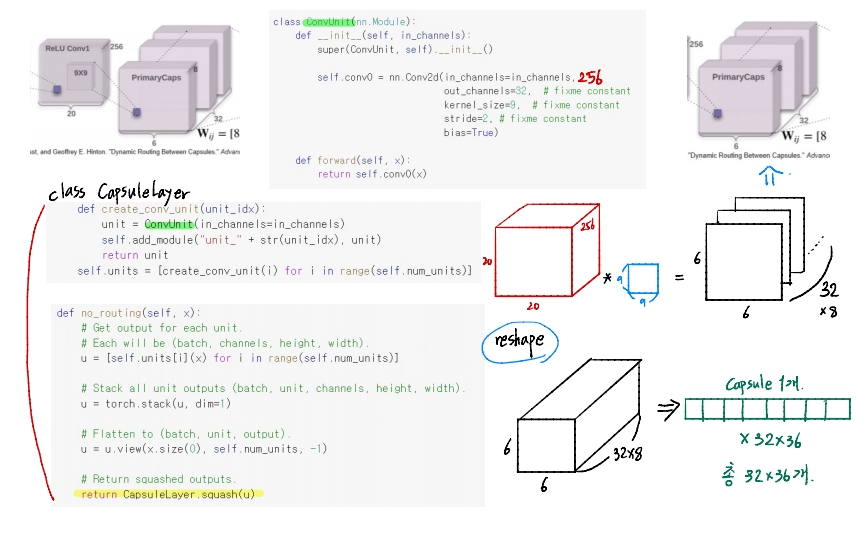 ReLU Conv1
256
9X9
20
PrimaryCaps
8
32
6
W_ij = [8
ust, and Geoffrey E. Hinton. "Dynamic Routing Between Capsules." Advan
class ConvUnit(nn.Module):
def __init__(self, in_channels):
super(ConvUnit, self).__init__()
self.conv0 = nn.Conv2d(in_channels=in_channels, 256
out_channels=32, # fixme constant
kernel_size=9, # fixme constant
stride=2, # fixme constant
bias=True)
def forward(self, x):
return self.conv0(x)
256
PrimaryCaps
8
32
6
W_ij = [8
"Dynamic Routing Between Capsules." Advanc
class CapsuleLayer
def create_conv_unit(unit_idx):
unit = ConvUnit(in_channels=in_channels)
self.add_module("unit_" + str(unit_idx), unit)
return unit
self.units = [create_conv_unit(i) for i in range(self.num_units)]
def no_routing(self, x):
# Get output for each unit.
# Each will be (batch, channels, height, width).
u = [self.units[i](x) for i in range(self.num_units)]
# Stack all unit outputs (batch, unit, channels, height, width).
u = torch.stack(u, dim=1)
# Flatten to (batch, unit, output).
u = u.view(x.size(0), self.num_units, -1)
# Return squashed outputs.
return CapsuleLayer.squash(u)
256
20
20
*
9
9
=
6
6
32
x8
reshape
6
6
32x8
⇒
Capsule 1개.
x 32x36
총 32x36개.